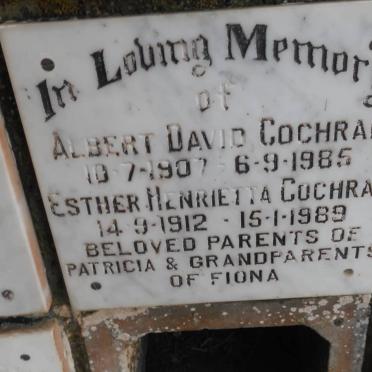 In Loving Memor
of
ALBERT DAVID COCHRA
10-7-1907 6-9-1985
ESTHER HENRIETTA COCHRA
14-9-1912 - 15-1-1989
BELOVED PARENTS OF
PATRICIA & GRANDPARENTS
OF FIONA